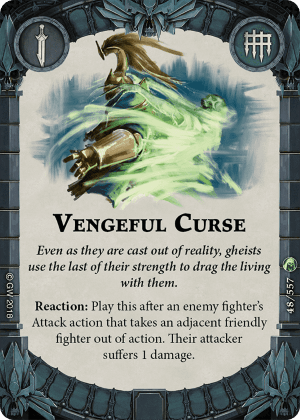 VENGEFUL CURSE
Even as they are cast out of reality, gheists
use the last of their strength to drag the living
with them.
Reaction: Play this after an enemy fighter's
Attack action that takes an adjacent friendly
fighter out of action. Their attacker
suffers 1 damage.
© GW 2018
48/557